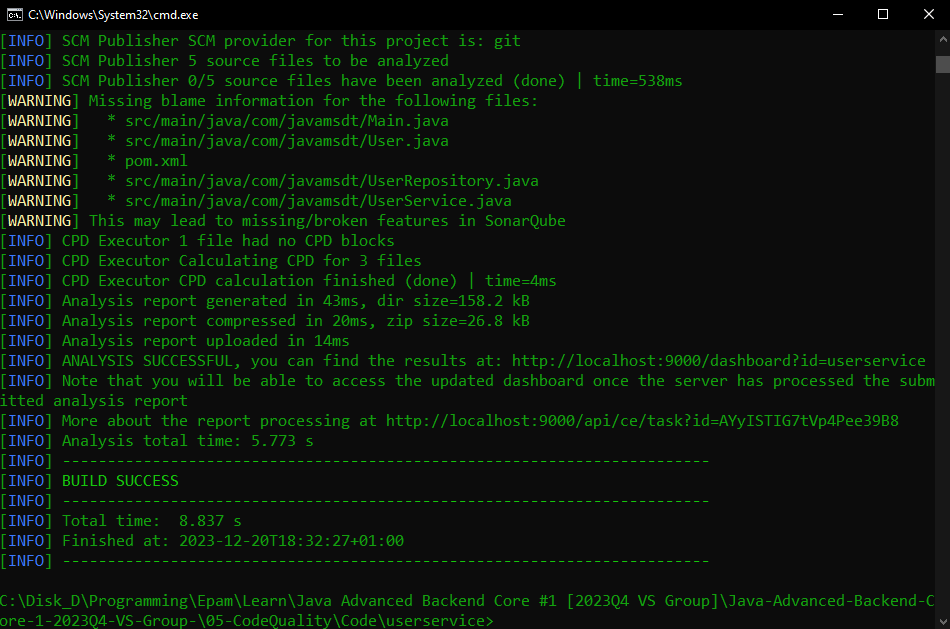 C:\Windows\System32\cmd.exe
[INFO] SCM Publisher SCM provider for this project is: git
[INFO] SCM Publisher 5 source files to be analyzed
[INFO] SCM Publisher 0/5 source files have been analyzed (done) | time=538ms
[WARNING] Missing blame information for the following files:
[WARNING]   * src/main/java/com/javamsdt/Main.java
[WARNING]   * src/main/java/com/javamsdt/User.java
[WARNING]   * pom.xml
[WARNING]   * src/main/java/com/javamsdt/UserRepository.java
[WARNING]   * src/main/java/com/javamsdt/UserService.java
[WARNING] This may lead to missing/broken features in SonarQube
[INFO] CPD Executor 1 file had no CPD blocks
[INFO] CPD Executor Calculating CPD for 3 files
[INFO] CPD Executor CPD calculation finished (done) | time=4ms
[INFO] Analysis report generated in 43ms, dir size=158.2 kB
[INFO] Analysis report compressed in 20ms, zip size=26.8 kB
[INFO] Analysis report uploaded in 14ms
[INFO] ANALYSIS SUCCESSFUL, you can find the results at: http://localhost:9000/dashboard?id=userservice
[INFO] Note that you will be able to access the updated dashboard once the server has processed the subm
itted analysis report
[INFO] More about the report processing at http://localhost:9000/api/ce/task?id=AYyISTIG7tVp4Pee39B8
[INFO] Analysis total time: 5.773 s
[INFO] ------------------------------------------------------------------------
[INFO] BUILD SUCCESS
[INFO] ------------------------------------------------------------------------
[INFO] Total time:  8.837 s
[INFO] Finished at: 2023-12-20T18:32:27+01:00
[INFO] ------------------------------------------------------------------------
C:\Disk_D\Programming\Epam\Learn\Java Advanced Backend Core #1 [2023Q4 VS Group]\Java-Advanced-Backend-C
ore-1-2023Q4-VS-Group-\05-CodeQuality\Code\userservice>